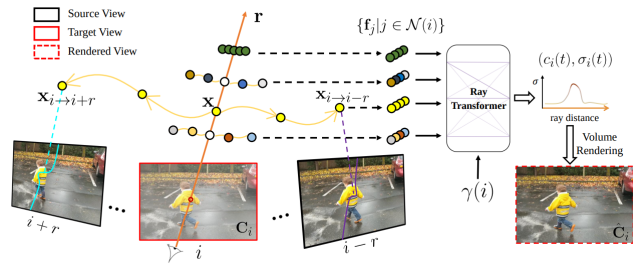 Source View
Target View
Rendered View
r
{f_j|j ∈ N(i)}
(c_i(t), σ_i(t))
x_{i→i+r}
x
x_{i→i−r}
Ray
Transformer
σ
ray distance
Volume
Rendering
γ(i)
C_i
Ĉ_i
i + r
...
i
...
i − r